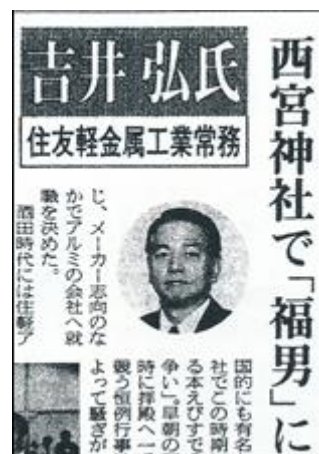 西宮神社で「福男」に
吉井 弘氏
住友軽金属工業常務
国的にも有名
社でこの時期
る本えびすで
争い」。早朝の
時に拝殿へ一
競う恒例行事
よって騒ぎが
じ、メーカー志向のな
かでアルミの会社へ就
職を決めた。
酒田時代には住軽ア